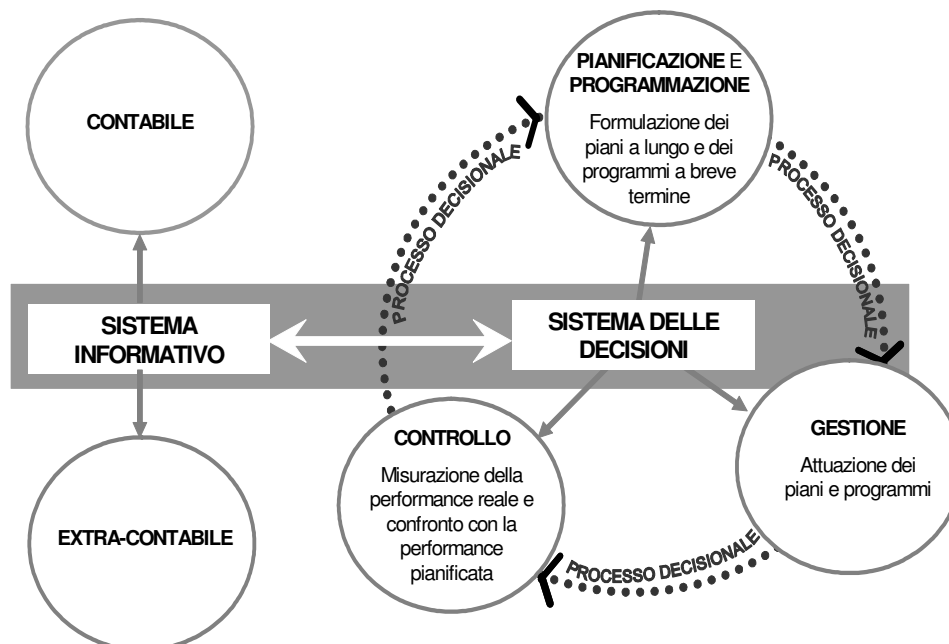 CONTABILE
PIANIFICAZIONE E
PROGRAMMAZIONE
Formulazione dei
piani a lungo e dei
programmi a breve
termine
PROCESSO DECISIONALE
PROCESSO DECISIONALE
SISTEMA
INFORMATIVO
SISTEMA DELLE
DECISIONI
CONTROLLO
Misurazione della
performance reale e
confronto con la
performance
pianificata
GESTIONE
Attuazione dei
piani e programmi
EXTRA-CONTABILE
PROCESSO DECISIONALE